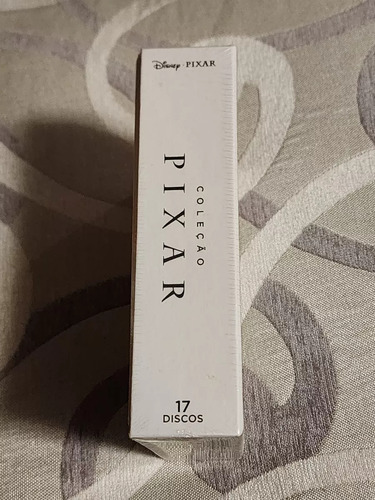 Disney · PIXAR
COLEÇÃO
PIXAR
17
DISCOS